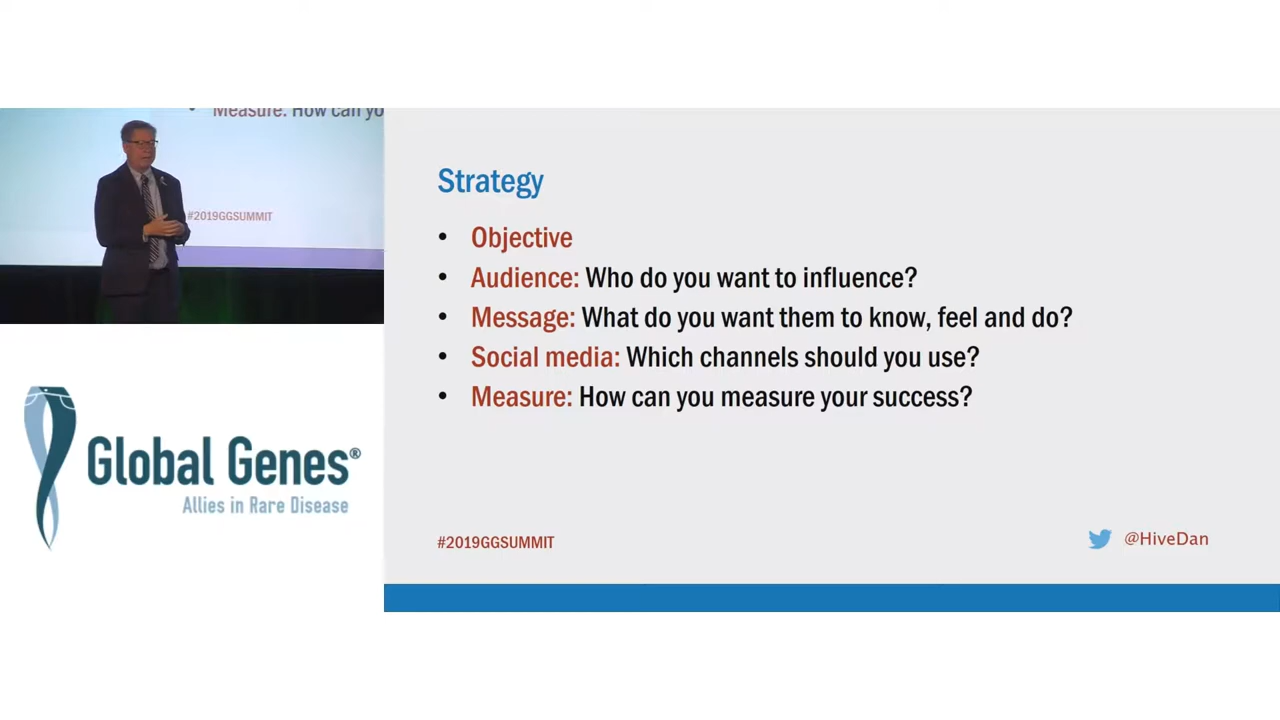 Measure: How can yo
#2019GGSUMMIT
Global Genes®
Allies in Rare Disease
Strategy
• Objective
• Audience: Who do you want to influence?
• Message: What do you want them to know, feel and do?
• Social media: Which channels should you use?
• Measure: How can you measure your success?
#2019GGSUMMIT
@HiveDan